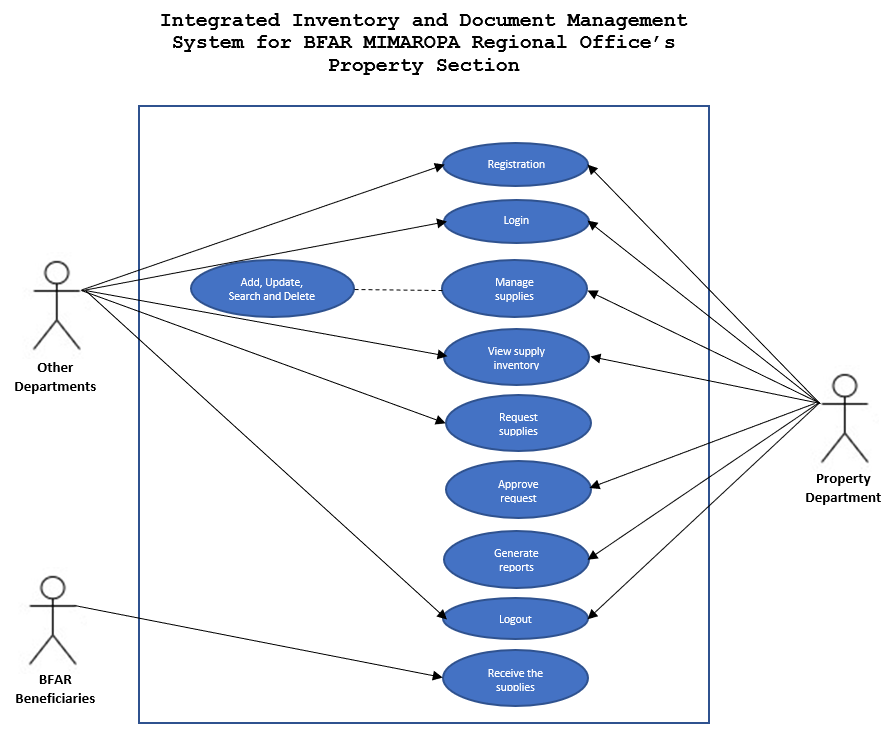 Integrated Inventory and Document Management
System for BFAR MIMAROPA Regional Office's
Property Section
Registration
Login
Add, Update,
Search and Delete
Manage
supplies
View supply
inventory
Other
Departments
Request
supplies
Approve
request
Property
Department
Generate
reports
Logout
BFAR
Beneficiaries
Receive the
supplies